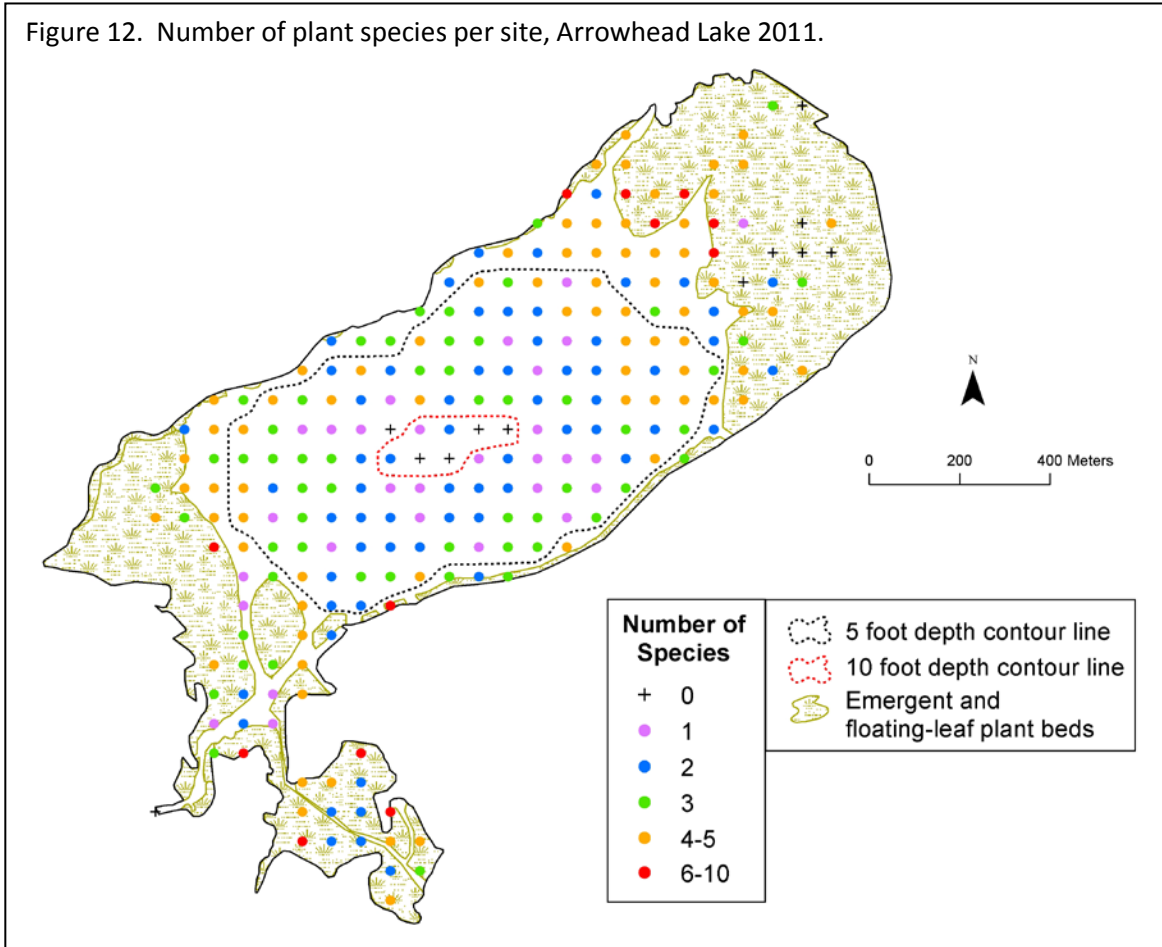 Figure 12.  Number of plant species per site, Arrowhead Lake 2011.
N
0 200 400 Meters
Number of
Species
+ 0
1
2
3
4-5
6-10
5 foot depth contour line
10 foot depth contour line
Emergent and
floating-leaf plant beds